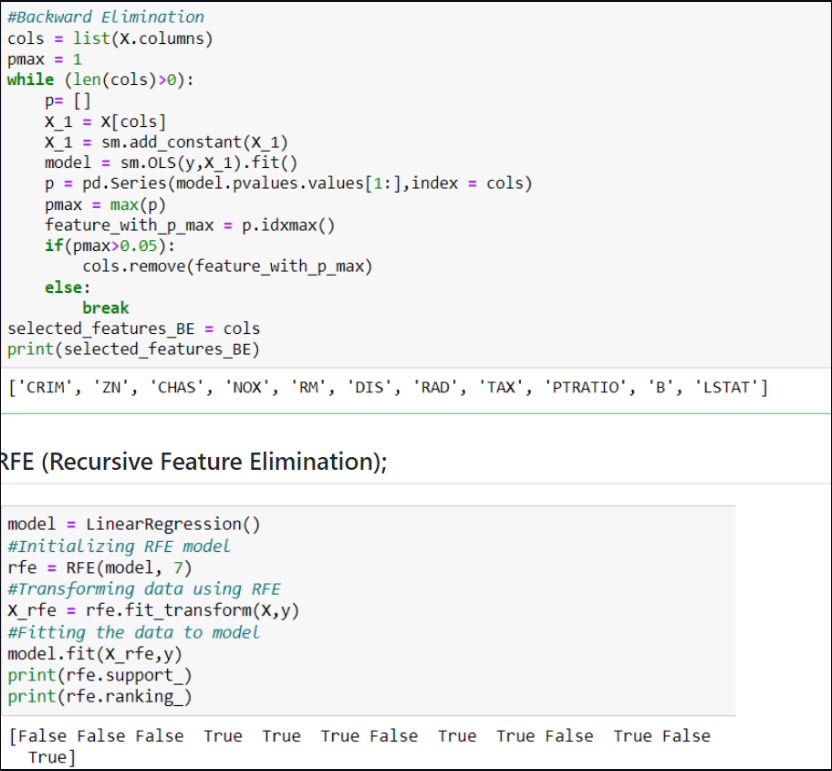 #Backward Elimination
cols = list(X.columns)
pmax = 1
while (len(cols)>0):
    p= []
    X_1 = X[cols]
    X_1 = sm.add_constant(X_1)
    model = sm.OLS(y,X_1).fit()
    p = pd.Series(model.pvalues.values[1:],index = cols)
    pmax = max(p)
    feature_with_p_max = p.idxmax()
    if(pmax>0.05):
        cols.remove(feature_with_p_max)
    else:
        break
selected_features_BE = cols
print(selected_features_BE)
['CRIM', 'ZN', 'CHAS', 'NOX', 'RM', 'DIS', 'RAD', 'TAX', 'PTRATIO', 'B', 'LSTAT']
RFE (Recursive Feature Elimination);
model = LinearRegression()
#Initializing RFE model
rfe = RFE(model, 7)
#Transforming data using RFE
X_rfe = rfe.fit_transform(X,y)
#Fitting the data to model
model.fit(X_rfe,y)
print(rfe.support_)
print(rfe.ranking_)
[False False False  True  True  True False  True  True False  True False
  True]